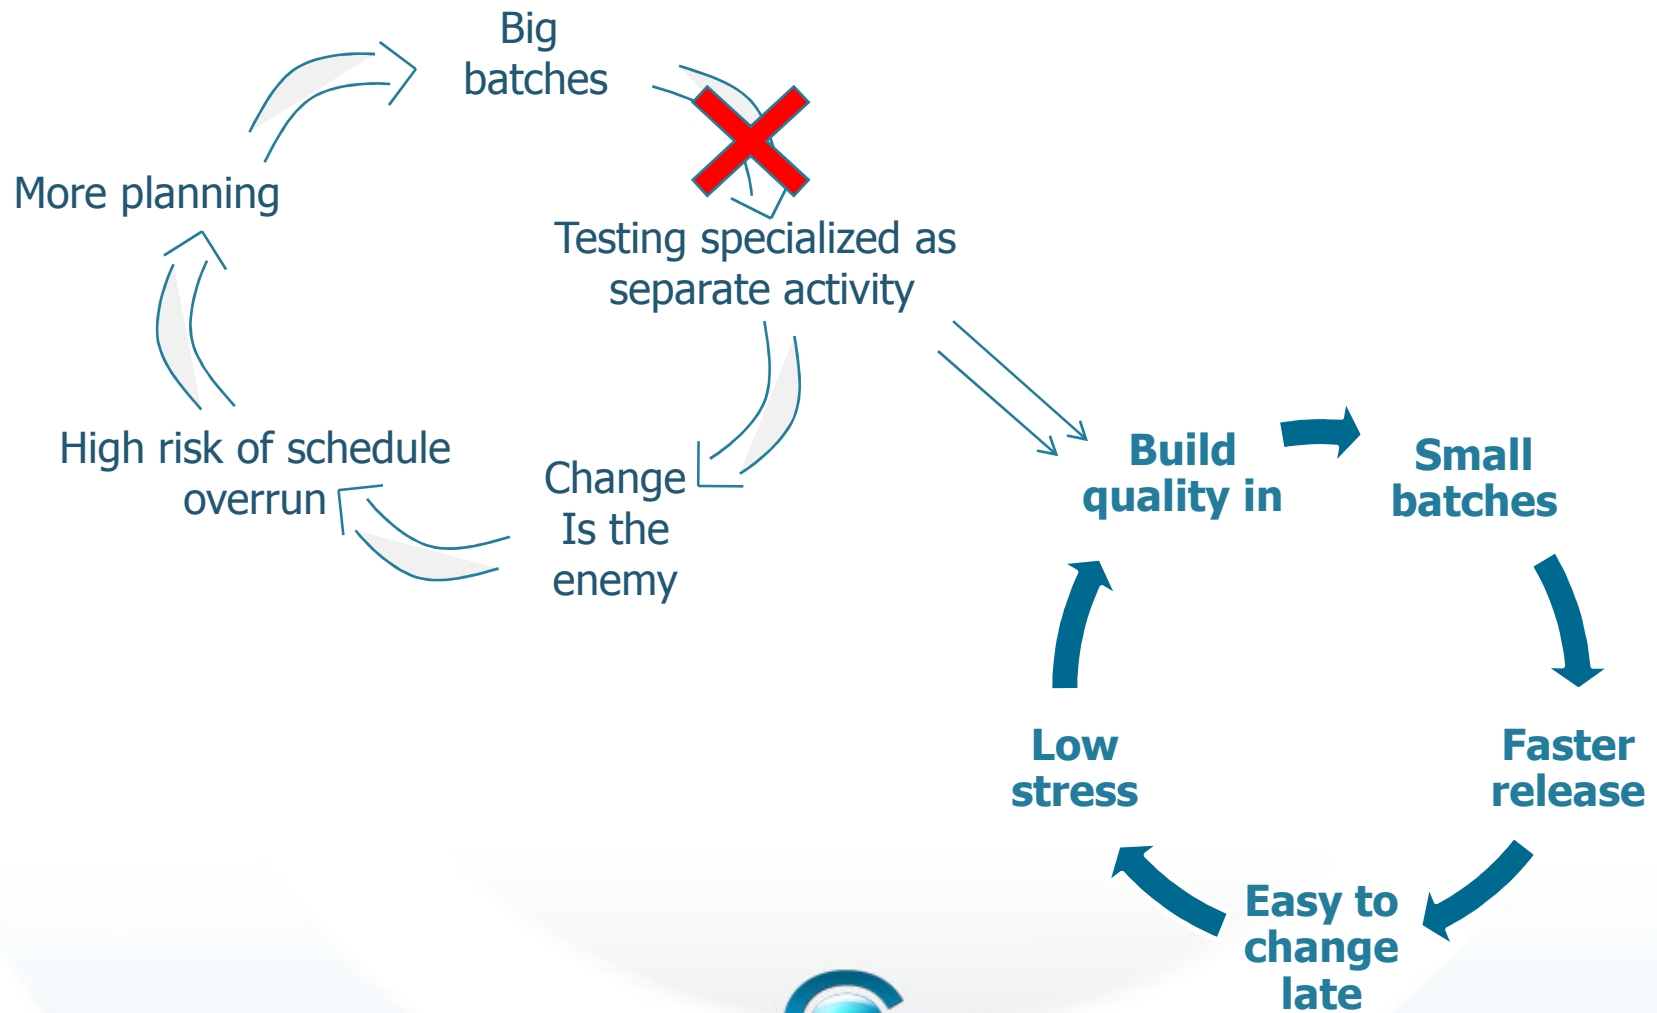 Big
batches
More planning
Testing specialized as
separate activity
High risk of schedule
overrun
Change
Is the
enemy
Build
quality in
Small
batches
Faster
release
Easy to
change
late
Low
stress